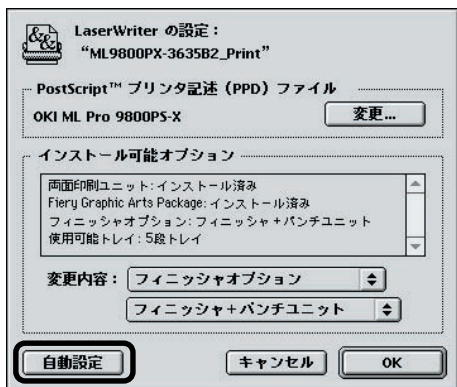 LaserWriter の設定：
“ML9800PX-3635B2_Print”
PostScript™ プリンタ記述（PPD）ファイル
OKI ML Pro 9800PS-X
変更...
インストール可能オプション
両面印刷ユニット：インストール済み
Fiery Graphic Arts Package：インストール済み
フィニッシャオプション：フィニッシャ＋パンチユニット
使用可能トレイ：5段トレイ
変更内容： フィニッシャオプション
フィニッシャ＋パンチユニット
自動設定 キャンセル OK